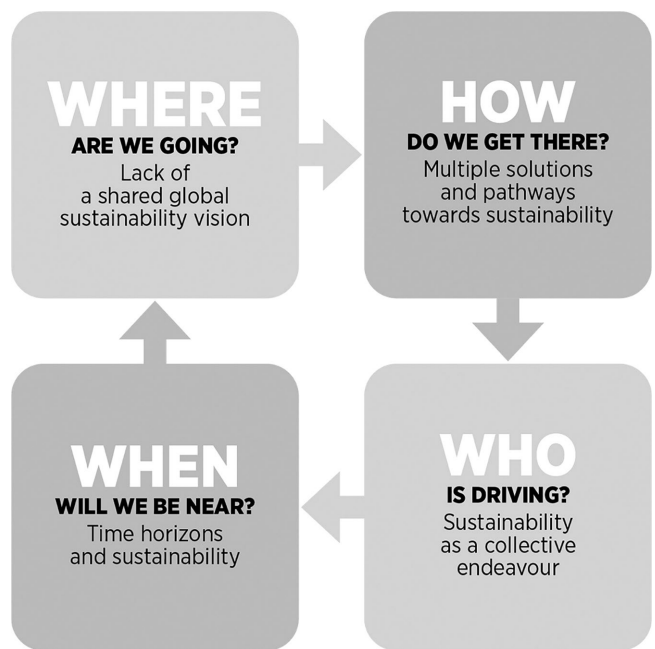 WHERE
ARE WE GOING?
Lack of
a shared global
sustainability vision
HOW
DO WE GET THERE?
Multiple solutions
and pathways
towards sustainability
WHO
IS DRIVING?
Sustainability
as a collective
endeavour
WHEN
WILL WE BE NEAR?
Time horizons
and sustainability